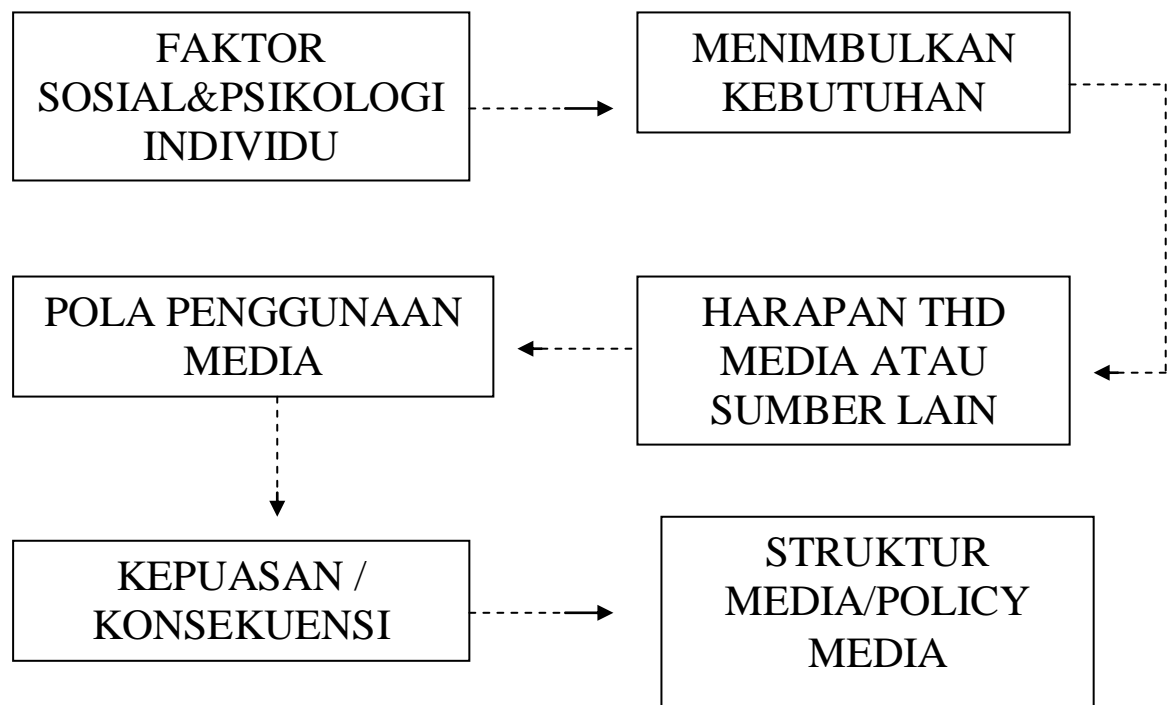 FAKTOR
SOSIAL&PSIKOLOGI
INDIVIDU
MENIMBULKAN
KEBUTUHAN
POLA PENGGUNAAN
MEDIA
HARAPAN THD
MEDIA ATAU
SUMBER LAIN
KEPUASAN /
KONSEKUENSI
STRUKTUR
MEDIA/POLICY
MEDIA